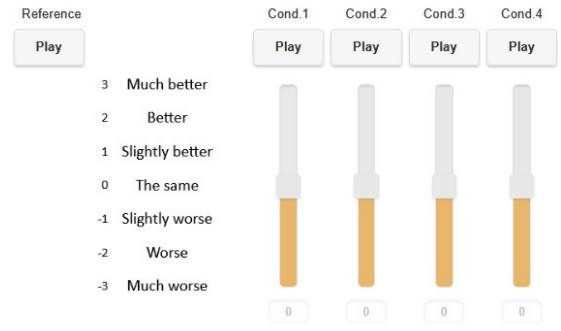 Reference Cond.1 Cond.2 Cond.3 Cond.4
Play Play Play Play Play
3 Much better
2 Better
1 Slightly better
0 The same
-1 Slightly worse
-2 Worse
-3 Much worse
0 0 0 0